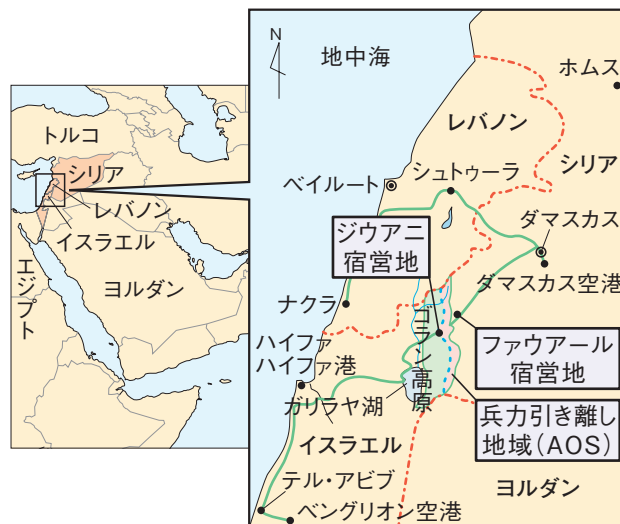 トルコ
シリア
レバノン
イスラエル
エジプト
ヨルダン
N
地中海
ホムス
レバノン
シリア
シュトゥーラ
ベイルート
ダマスカス
ジウアニ
宿営地
ダマスカス空港
ナクラ
ゴラン高原
ファウアール
宿営地
ハイファ
ハイファ港
ガリラヤ湖
兵力引き離し
地域(AOS)
イスラエル
テル・アビブ
ヨルダン
ベングリオン空港